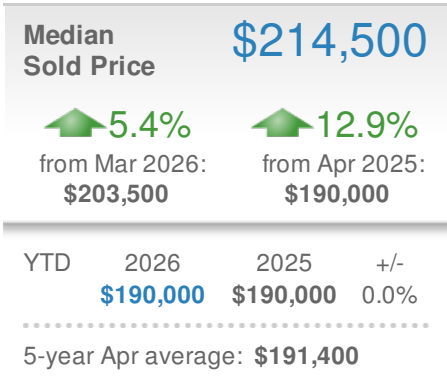 Median
Sold Price
$214,500
5.4%
from Mar 2026:
$203,500
12.9%
from Apr 2025:
$190,000
YTD 2026 2025 +/-
$190,000 $190,000 0.0%
5-year Apr average: $191,400